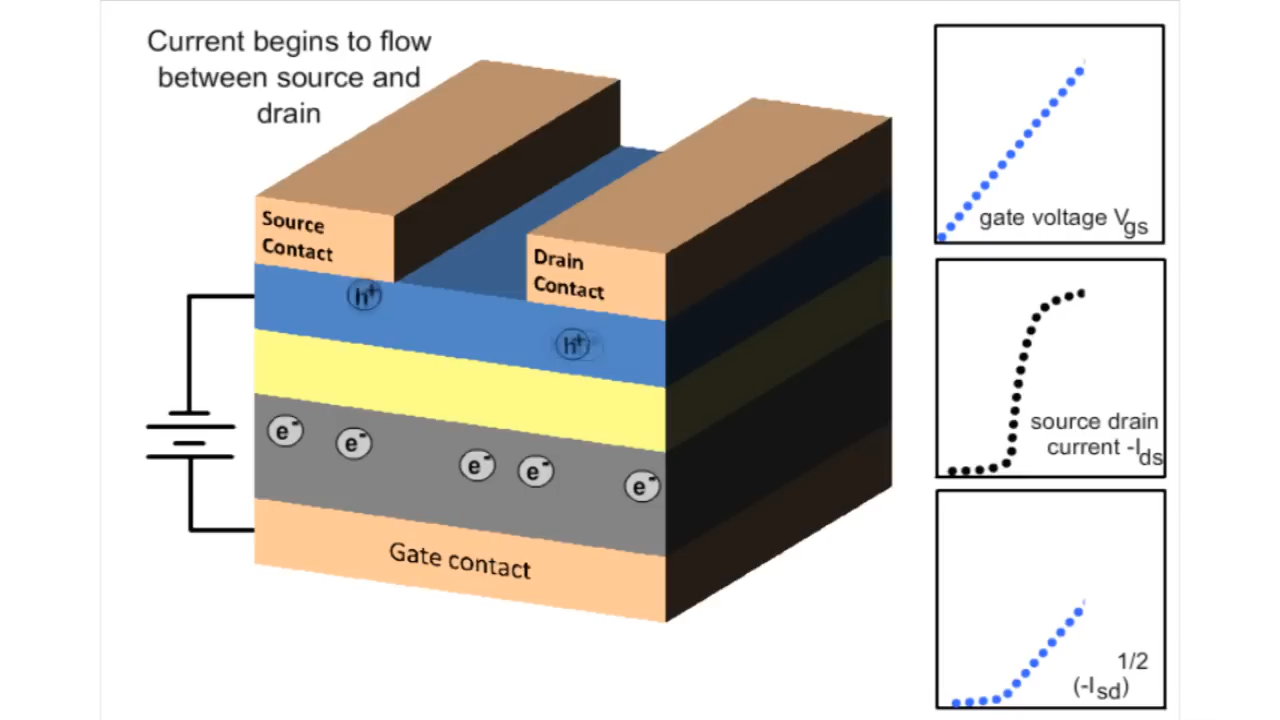 Current begins to flow
between source and
drain
Source
Contact
Drain
Contact
h+
h+
e-
e-
e-
e-
e-
Gate contact
gate voltage Vgs
source drain
current -Ids
1/2
(-Isd)